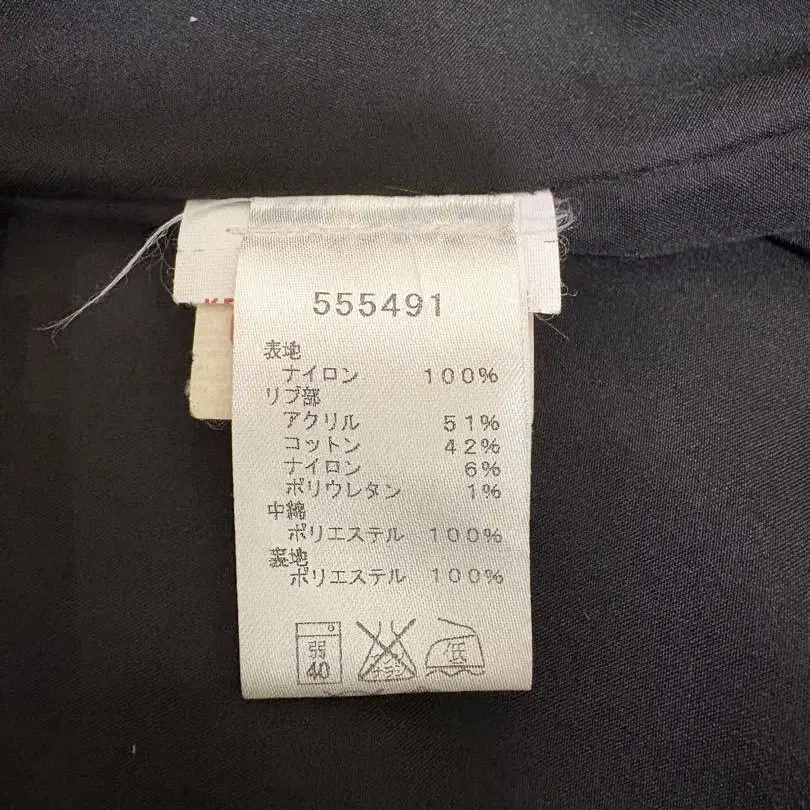 555491
表地
ナイロン 100%
リブ部
アクリル 51%
コットン 42%
ナイロン 6%
ポリウレタン 1%
中綿
ポリエステル 100%
裏地
ポリエステル 100%
弱 低
40